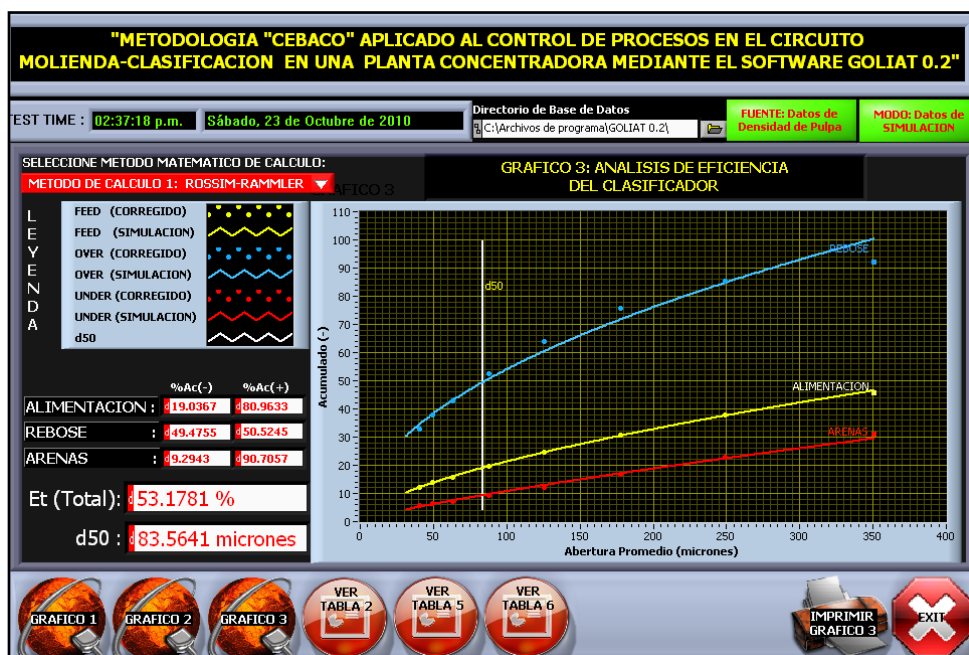 "METODOLOGIA "CEBACO" APLICADO AL CONTROL DE PROCESOS EN EL CIRCUITO
MOLIENDA-CLASIFICACION EN UNA PLANTA CONCENTRADORA MEDIANTE EL SOFTWARE GOLIAT 0.2"
EST TIME : 02:37:18 p.m. Sábado, 23 de Octubre de 2010
Directorio de Base de Datos
C:\Archivos de programa\GOLIAT 0.2\
FUENTE: Datos de
Densidad de Pulpa
MODO: Datos de
SIMULACION
SELECCIONE METODO MATEMATICO DE CALCULO:
METODO DE CALCULO 1: ROSSIM-RAMMLER
GRAFICO 3: ANALISIS DE EFICIENCIA
DEL CLASIFICADOR
AFICO 3
LEYENDA
FEED (CORREGIDO)
FEED (SIMULACION)
OVER (CORREGIDO)
OVER (SIMULACION)
UNDER (CORREGIDO)
UNDER (SIMULACION)
d50
%Ac(-) %Ac(+)
ALIMENTACION : 19.0367 80.9633
REBOSE : 49.4755 50.5245
ARENAS : 9.2943 90.7057
Et (Total): 53.1781 %
d50 : 83.5641 micrones
Acumulado (-)
110
100
90
80
70
60
50
40
30
20
10
0
d50
REBOSE
ALIMENTACION
ARENAS
0 50 100 150 200 250 300 350 400
Abertura Promedio (micrones)
GRAFICO 1
GRAFICO 2
GRAFICO 3
VER
TABLA 2
VER
TABLA 5
VER
TABLA 6
IMPRIMIR
GRAFICO 3
EXIT